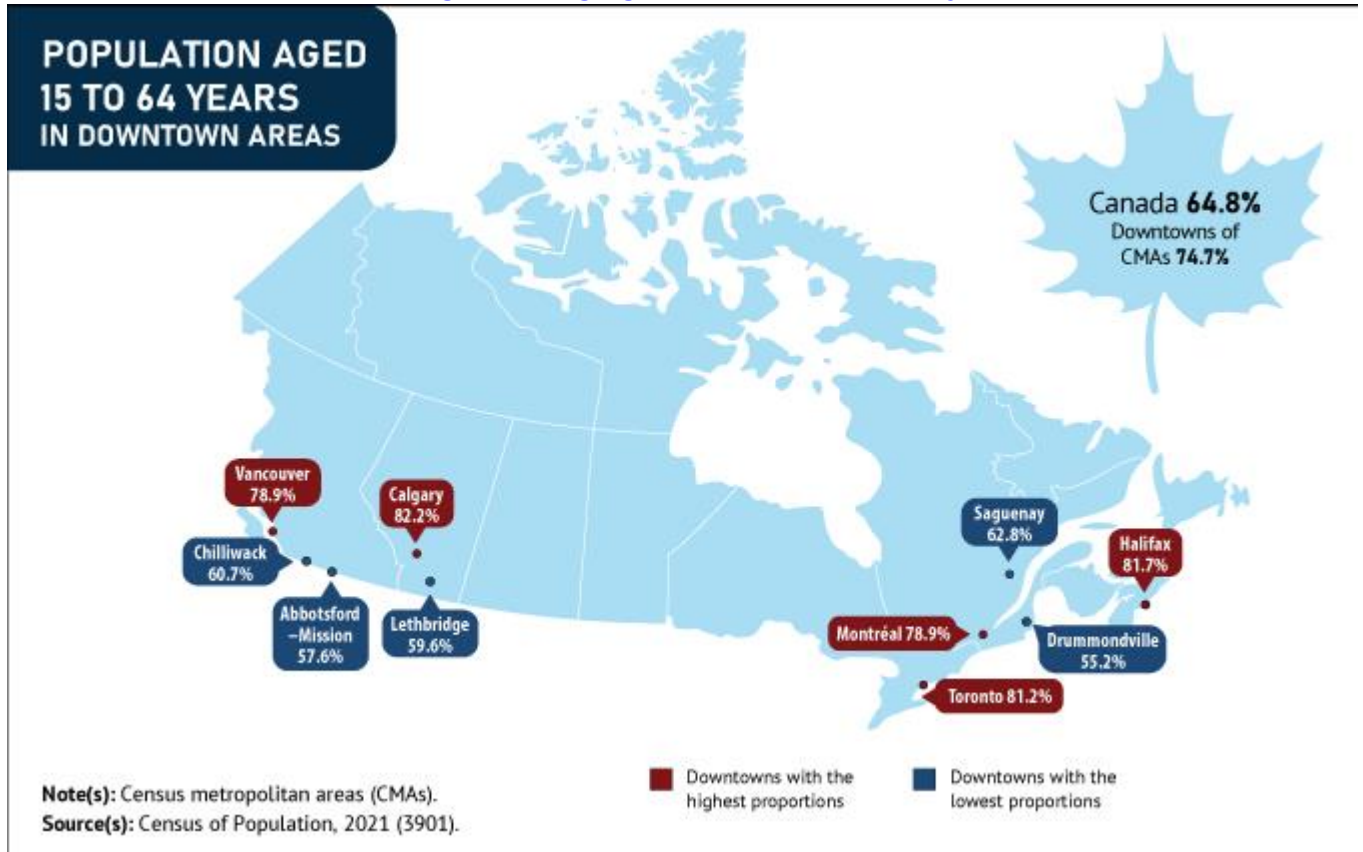 POPULATION AGED
15 TO 64 YEARS
IN DOWNTOWN AREAS
Canada 64.8%
Downtowns of
CMAs 74.7%
Vancouver
78.9%
Calgary
82.2%
Chilliwack
60.7%
Abbotsford
–Mission
57.6%
Lethbridge
59.6%
Saguenay
62.8%
Halifax
81.7%
Montréal 78.9%
Drummondville
55.2%
Toronto 81.2%
Downtowns with the
highest proportions
Downtowns with the
lowest proportions
Note(s): Census metropolitan areas (CMAs).
Source(s): Census of Population, 2021 (3901).